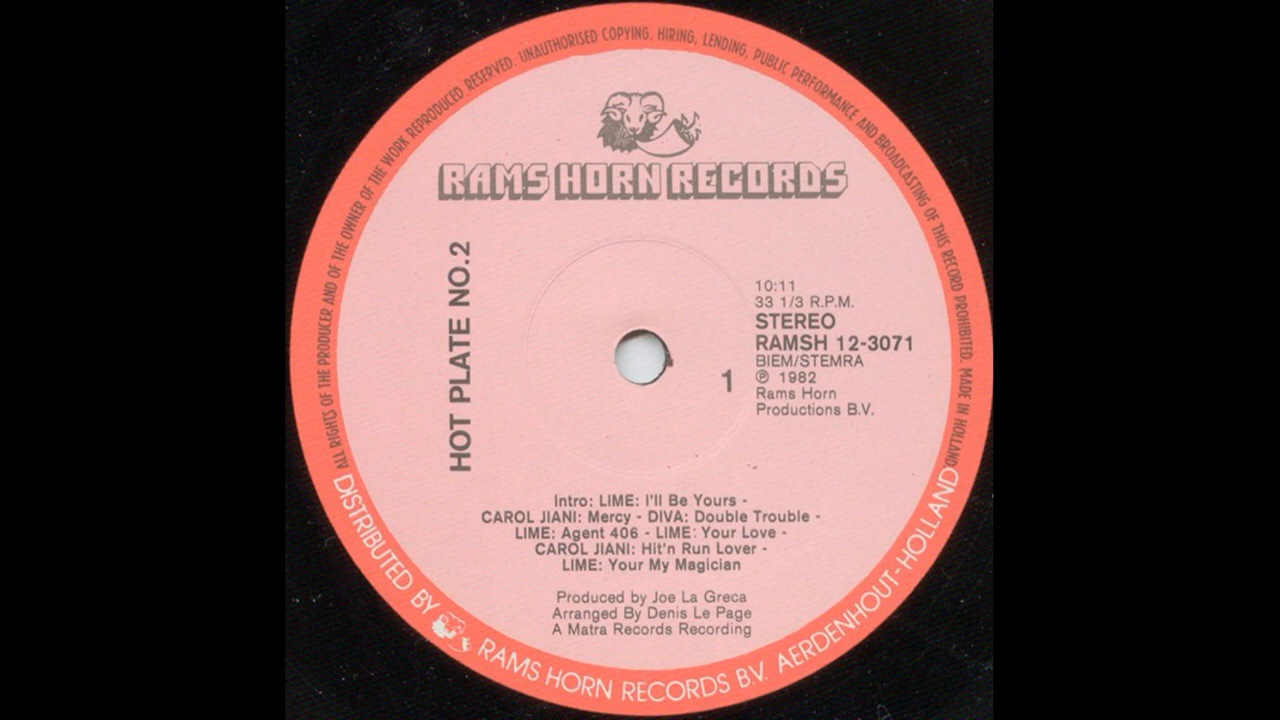 ALL RIGHTS OF THE PRODUCER AND OF THE OWNER OF THE WORK REPRODUCED RESERVED. UNAUTHORISED COPYING, HIRING, LENDING, PUBLIC PERFORMANCE AND BROADCASTING OF THIS RECORD PROHIBITED. MADE IN HOLLAND
RAMS HORN RECORDS
HOT PLATE NO.2
10:11
33 1/3 R.P.M.
STEREO
RAMSH 12-3071
BIEM/STEMRA
℗ 1982
Rams Horn
Productions B.V.
1
Intro: LIME: I'll Be Yours -
CAROL JIANI: Mercy - DIVA: Double Trouble -
LIME: Agent 406 - LIME: Your Love -
CAROL JIANI: Hit'n Run Lover -
LIME: Your My Magician
Produced by Joe La Greca
Arranged By Denis Le Page
A Matra Records Recording
DISTRIBUTED BY RAMS HORN RECORDS B.V. AERDENHOUT-HOLLAND